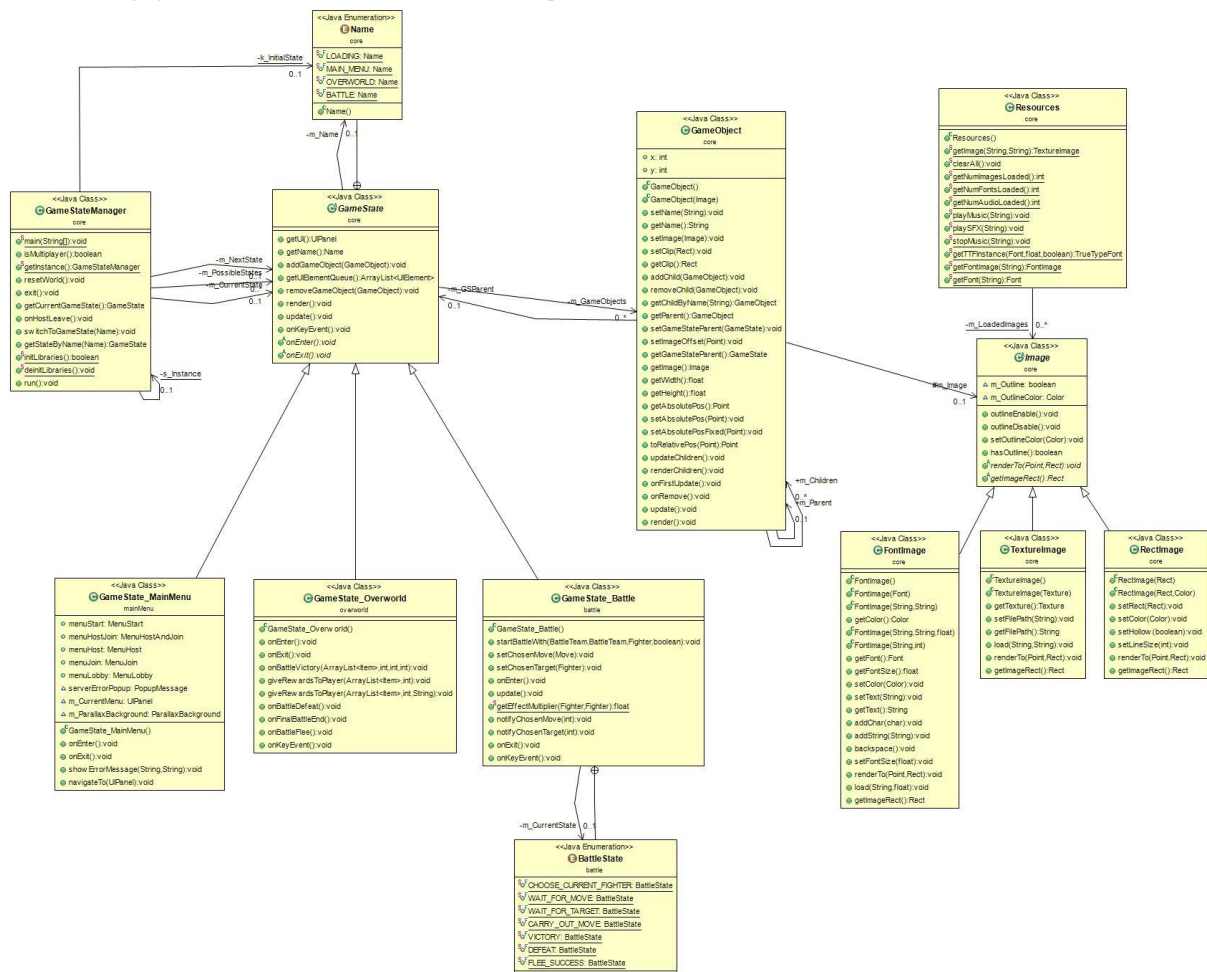 <<Java Enumeration>>
Name
core
LOADING: Name
MAIN_MENU: Name
OVERWORLD: Name
BATTLE: Name
Name()
-k_InitialState
0..1
-m_Name
0..1
<<Java Class>>
GameStateManager
core
main(String[]):void
isMultiplayer():boolean
getInstance():GameStateManager
resetWorld():void
exit():void
getCurrentGameState():GameState
onHostLeave():void
switchToGameState(Name):void
getStateByName(Name):GameState
initLibraries():boolean
deinitLibraries():void
run():void
-s_Instance
0..1
-m_NextState
-m_PossibleStates
0..1
-m_CurrentState
<<Java Class>>
GameState
core
getUI():UIPanel
getName():Name
addGameObject(GameObject):void
getUIElementQueue():ArrayList<UIElement>
removeGameObject(GameObject):void
render():void
update():void
onKeyEvent():void
onEnter():void
onExit():void
-m_GSParent
0..1
-m_GameObjects
0..*
<<Java Class>>
GameObject
core
x: int
y: int
GameObject()
GameObject(Image)
setName(String):void
getName():String
setImage(Image):void
setClip(Rect):void
getClip():Rect
addChild(GameObject):void
removeChild(GameObject):void
getChildByName(String):GameObject
getParent():GameObject
setGameStateParent(GameState):void
setImageOffset(Point):void
getGameStateParent():GameState
getImage():Image
getWidth():float
getHeight():float
getAbsolutePos():Point
setAbsolutePos(Point):void
setAbsolutePosFixed(Point):void
toRelativePos(Point):Point
updateChildren():void
renderChildren():void
onFirstUpdate():void
onRemove():void
update():void
render():void
+m_Children
0..*
+m_Parent
0..1
<<Java Class>>
Resources
core
Resources()
getImage(String,String):TextureImage
clearAll():void
getNumImagesLoaded():int
getNumFontsLoaded():int
getNumAudioLoaded():int
playMusic(String):void
playSFX(String):void
stopMusic(String):void
getTTFInstance(Font,float,boolean):TrueTypeFont
getFontImage(String):FontImage
getFont(String):Font
-m_LoadedImages
0..*
#m_Image
0..1
<<Java Class>>
Image
core
m_Outline: boolean
m_OutlineColor: Color
outlineEnable():void
outlineDisable():void
setOutlineColor(Color):void
hasOutline():boolean
renderTo(Point,Rect):void
getImageRect():Rect
<<Java Class>>
FontImage
core
FontImage()
FontImage(Font)
FontImage(String,String)
getColor():Color
FontImage(String,String,float)
FontImage(String,int)
getFont():Font
getFontSize():float
setColor(Color):void
setText(String):void
getText():String
addChar(char):void
addString(String):void
backspace():void
setFontSize(float):void
renderTo(Point,Rect):void
load(String,float):void
getImageRect():Rect
<<Java Class>>
TextureImage
core
TextureImage()
TextureImage(Texture)
getTexture():Texture
setFilePath(String):void
getFilePath():String
load(String,String):void
renderTo(Point,Rect):void
getImageRect():Rect
<<Java Class>>
RectImage
core
RectImage(Rect)
RectImage(Rect,Color)
setRect(Rect):void
setColor(Color):void
setHollow(boolean):void
setLineSize(int):void
renderTo(Point,Rect):void
getImageRect():Rect
<<Java Class>>
GameState_MainMenu
mainMenu
menuStart: MenuStart
menuHostJoin: MenuHostAndJoin
menuHost: MenuHost
menuJoin: MenuJoin
menuLobby: MenuLobby
serverErrorPopup: PopupMessage
m_CurrentMenu: UIPanel
m_ParallaxBackground: ParallaxBackground
GameState_MainMenu()
onEnter():void
onExit():void
showErrorMessage(String,String):void
navigateTo(UIPanel):void
<<Java Class>>
GameState_Overworld
overworld
GameState_Overworld()
onEnter():void
onExit():void
onBattleVictory(ArrayList<Item>,int,int,int):void
giveRewardsToPlayer(ArrayList<Item>,int):void
giveRewardsToPlayer(ArrayList<Item>,int,String):void
onBattleDefeat():void
onFinalBattleEnd():void
onBattleFlee():void
onKeyEvent():void
<<Java Class>>
GameState_Battle
battle
GameState_Battle()
startBattleWith(BattleTeam,BattleTeam,Fighter,boolean):void
setChosenMove(Move):void
setChosenTarget(Fighter):void
onEnter():void
update():void
getEffectMultiplier(Fighter,Fighter):float
notifyChosenMove(int):void
notifyChosenTarget(int):void
onExit():void
onKeyEvent():void
-m_CurrentState
0..1
<<Java Enumeration>>
BattleState
battle
CHOOSE_CURRENT_FIGHTER: BattleState
WAIT_FOR_MOVE: BattleState
WAIT_FOR_TARGET: BattleState
CARRY_OUT_MOVE: BattleState
VICTORY: BattleState
DEFEAT: BattleState
FLEE_SUCCESS: BattleState